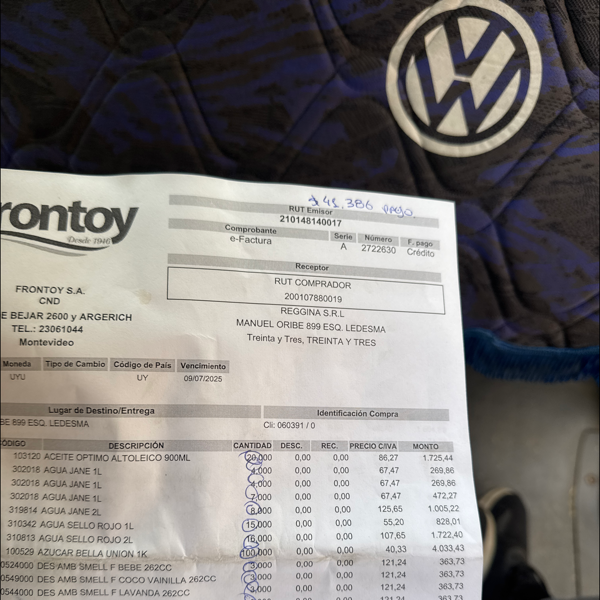 $ 41.386
rontoy
Desde 1946
RUT Emisor
210148140017
Comprobante Serie Número F. pago
e-Factura A 2722630 Crédito
Receptor
RUT COMPRADOR
200107880019
REGGINA S.R.L
MANUEL ORIBE 899 ESQ. LEDESMA
Treinta y Tres, TREINTA Y TRES
FRONTOY S.A.
CND
E BEJAR 2600 y ARGERICH
TEL.: 23061044
Montevideo
Moneda Tipo de Cambio Código de País Vencimiento
UYU UY 09/07/2025
Lugar de Destino/Entrega Identificación Compra
BE 899 ESQ. LEDESMA Cli: 060391 / 0
ÓDIGO DESCRIPCIÓN CANTIDAD DESC. REC. PRECIO C/IVA MONTO
103120 ACEITE OPTIMO ALTOLEICO 900ML 20,000 0,00 0,00 86,27 1.725,44
302018 AGUA JANE 1L 4,000 0,00 0,00 67,47 269,86
302018 AGUA JANE 1L 4,000 0,00 0,00 67,47 269,86
302018 AGUA JANE 1L 7,000 0,00 0,00 67,47 472,27
319814 AGUA JANE 2L 8,000 0,00 0,00 125,65 1.005,22
310342 AGUA SELLO ROJO 1L 15,000 0,00 0,00 55,20 828,01
310813 AGUA SELLO ROJO 2L 16,000 0,00 0,00 107,65 1.722,40
100529 AZUCAR BELLA UNION 1K 100,000 0,00 0,00 40,33 4.033,43
0524000 DES AMB SMELL F BEBE 262CC 3,000 0,00 0,00 121,24 363,73
0549000 DES AMB SMELL F COCO VAINILLA 262CC 3,000 0,00 0,00 121,24 363,73
0544000 DES AMB SMELL F LAVANDA 262CC 3,000 0,00 0,00 121,24 363,73